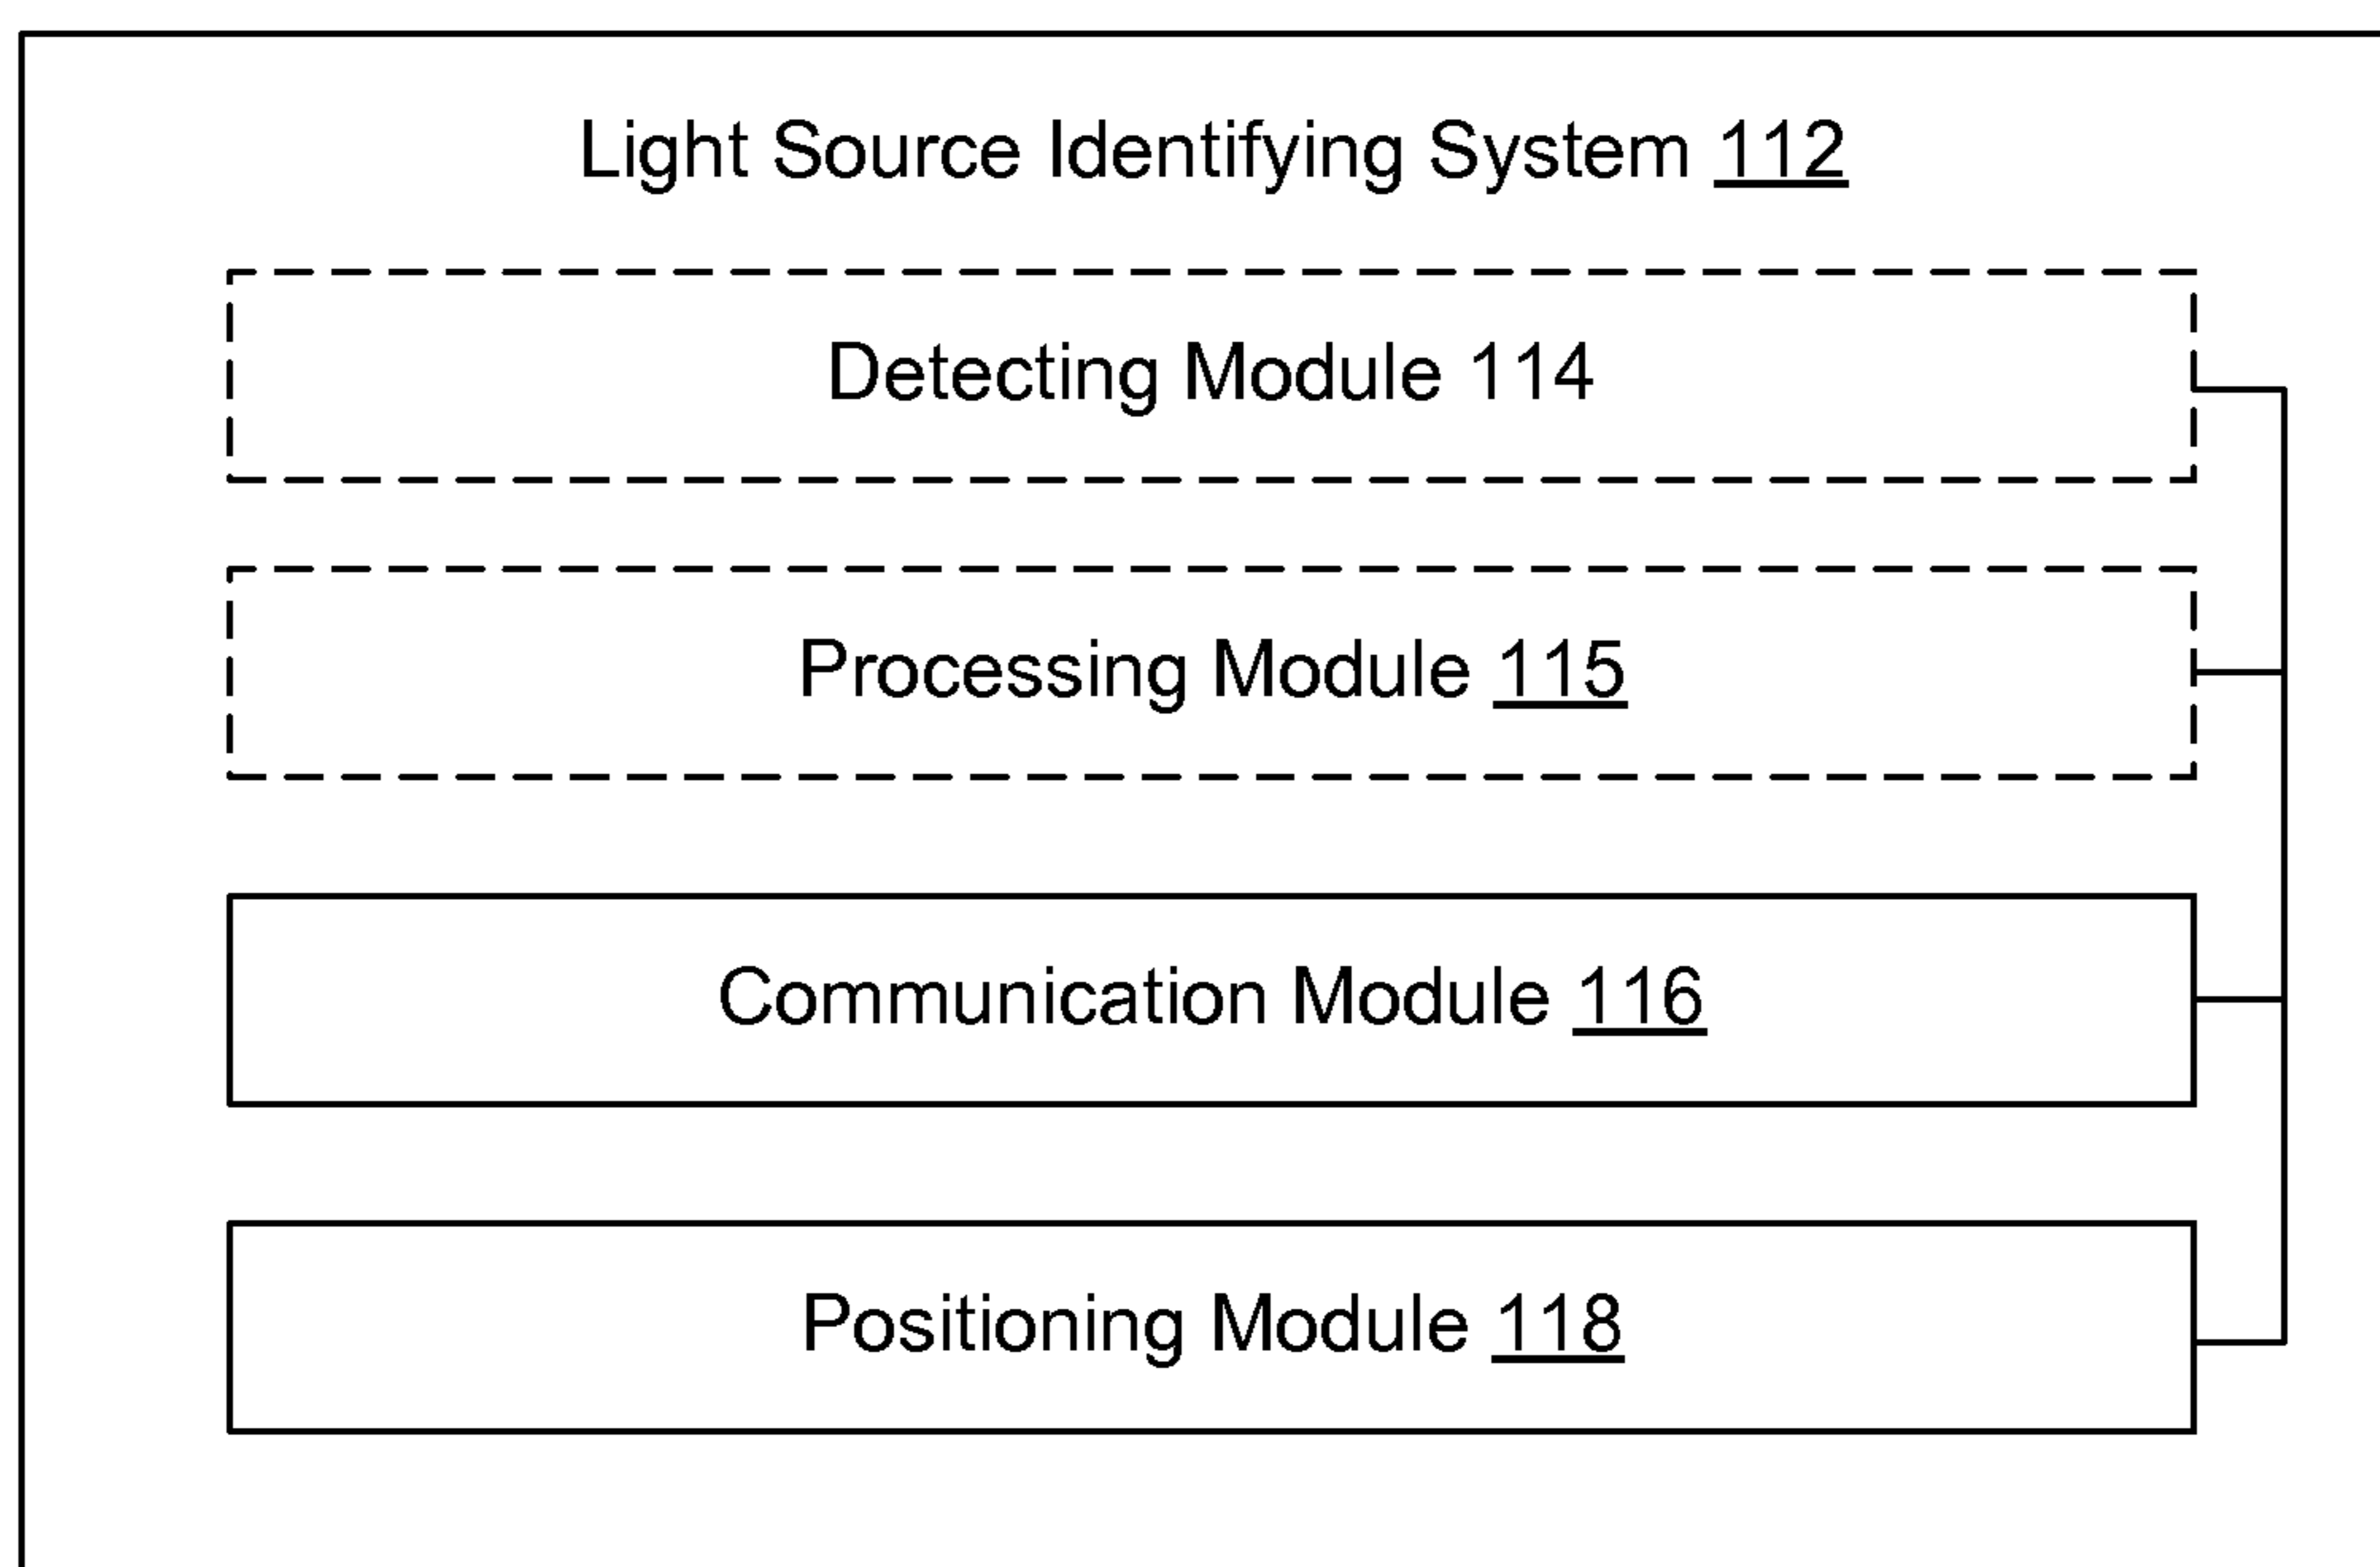 Light Source Identifying System 112
Detecting Module 114
Processing Module 115
Communication Module 116
Positioning Module 118